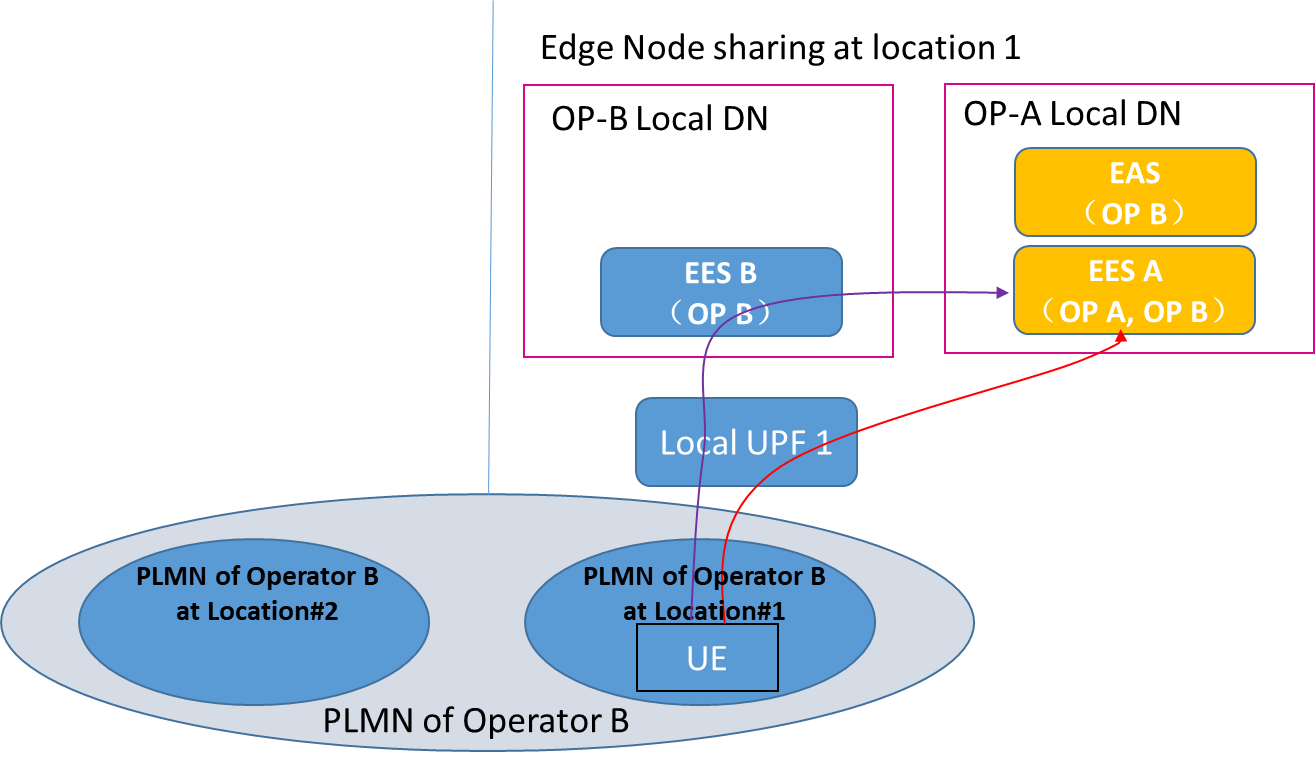 Edge Node sharing at location 1
OP-B Local DN
OP-A Local DN
EAS
（OP B）
EES B
（OP B）
EES A
（OP A, OP B）
Local UPF 1
PLMN of Operator B
at Location#2
PLMN of Operator B
at Location#1
UE
PLMN of Operator B